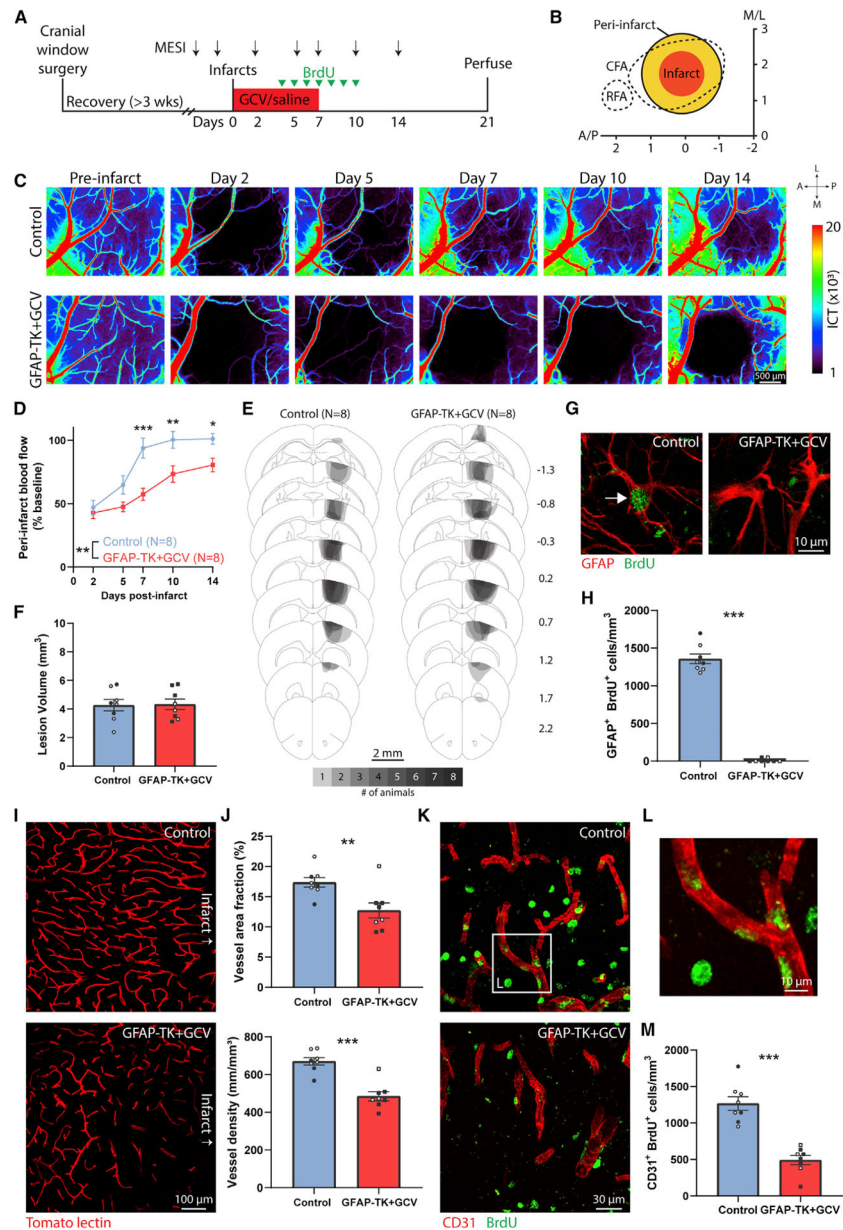 A
Cranial
window
surgery
MESI
Infarcts
BrdU
Perfuse
Recovery (>3 wks)
GCV/saline
Days 0 2 5 7 10 14 21
B
Peri-infarct
M/L
3
CFA
Infarct
2
RFA
1
0
A/P
2 1 0 -1 -2
C
Pre-infarct Day 2 Day 5 Day 7 Day 10 Day 14
L
A P
M
Control
GFAP-TK+GCV
20
ICT (x10³)
1
500 µm
D
Peri-infarct blood flow
(% baseline)
100
50
0
*** ** *
** Control (N=8)
GFAP-TK+GCV (N=8)
0 2 5 7 10 14
Days post-infarct
E
Control (N=8) GFAP-TK+GCV (N=8)
-1.3
-0.8
-0.3
0.2
0.7
1.2
1.7
2.2
2 mm
1 2 3 4 5 6 7 8
# of animals
F
Lesion Volume (mm³)
10
8
6
4
2
0
Control GFAP-TK+GCV
G
Control GFAP-TK+GCV
10 µm
GFAP BrdU
H
GFAP⁺ BrdU⁺ cells/mm³
2000
1500
1000
500
0
***
Control GFAP-TK+GCV
I
Control
Infarct →
GFAP-TK+GCV
Infarct →
100 µm
Tomato lectin
J
Vessel area fraction (%)
25
20
15
10
5
0
**
Control GFAP-TK+GCV
Vessel density (mm/mm³)
800
600
400
200
0
***
Control GFAP-TK+GCV
K
Control
L
GFAP-TK+GCV
30 µm
CD31 BrdU
L
10 µm
M
CD31⁺ BrdU⁺ cells/mm³
2000
1500
1000
500
0
***
Control GFAP-TK+GCV